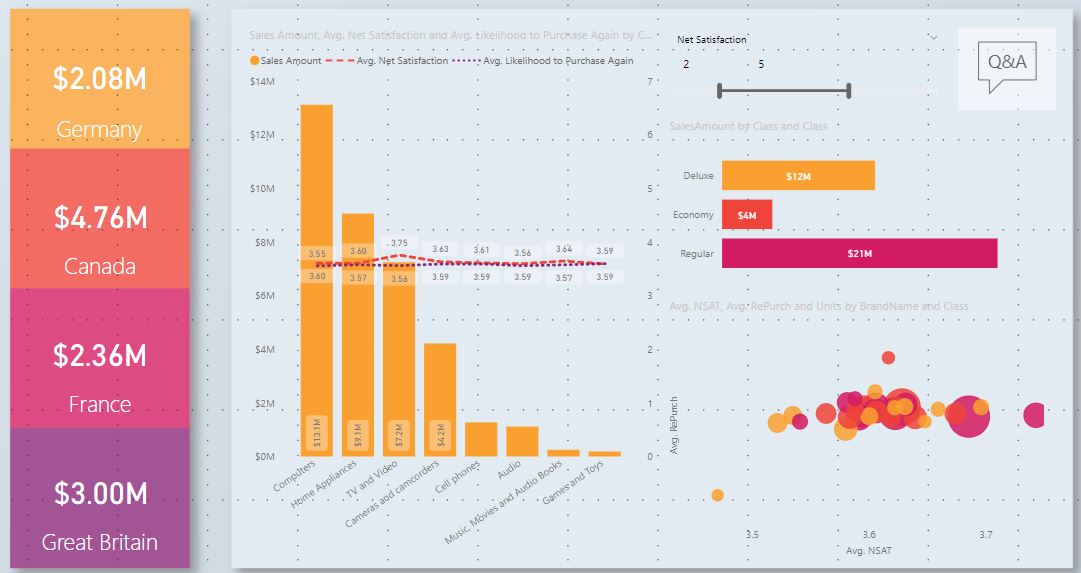 $2.08M
Germany
$4.76M
Canada
$2.36M
France
$3.00M
Great Britain
Sales Amount, Avg. Net Satisfaction and Avg. Likelihood to Purchase Again by C...
Sales Amount Avg. Net Satisfaction Avg. Likelihood to Purchase Again
$14M 7
$12M 6
$10M 5
$8M 4
$6M 3
$4M 2
$2M 1
$0M 0
3.55 3.60 3.75 3.63 3.61 3.56 3.64 3.59
3.60 3.57 3.56 3.59 3.59 3.59 3.57 3.59
$13.1M $9.1M $7.2M $4.2M
Computers
Home Appliances
TV and Video
Cameras and camcorders
Cell phones
Audio
Music, Movies and Audio Books
Games and Toys
Net Satisfaction
2 5
Q&A
SalesAmount by Class and Class
Deluxe $12M
Economy $4M
Regular $21M
Avg. NSAT, Avg. RePurch and Units by BrandName and Class
Avg. RePurch
3.5 3.6 3.7
Avg. NSAT